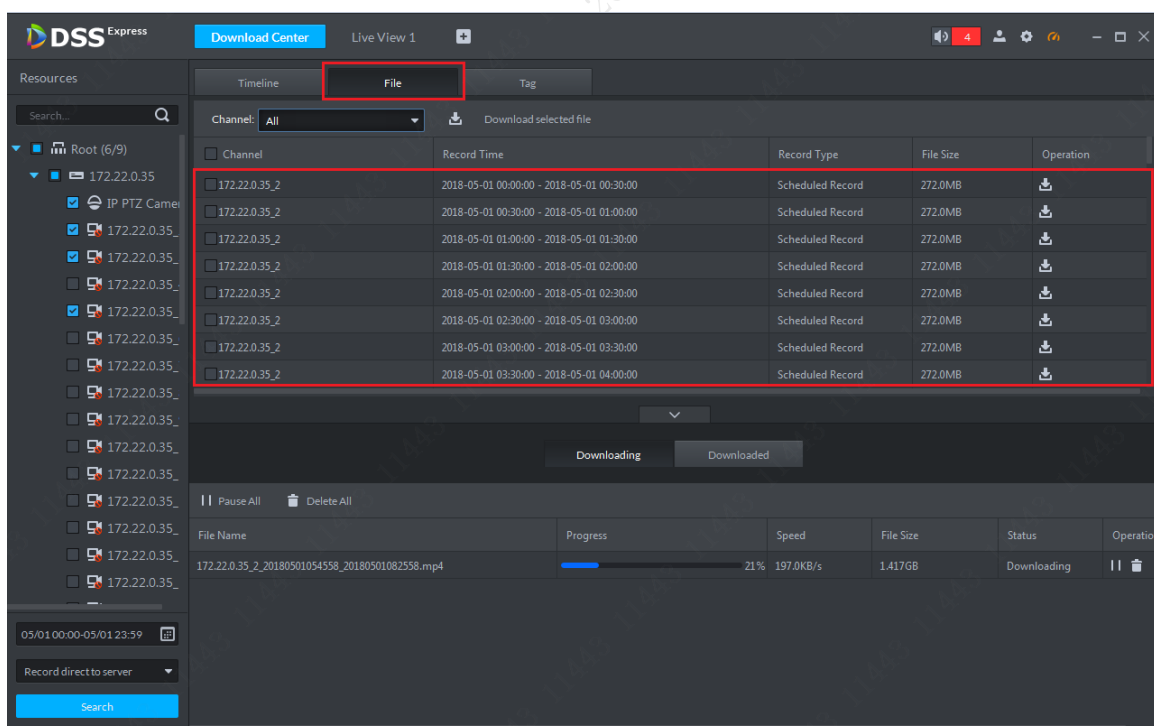 DSS Express Download Center Live View 1 4
Resources
Timeline File Tag
Search...
Channel: All Download selected file
Root (6/9)
Channel Record Time Record Type File Size Operation
172.22.0.35
172.22.0.35_2 2018-05-01 00:00:00 - 2018-05-01 00:30:00 Scheduled Record 272.0MB
IP PTZ Camer
172.22.0.35_2 2018-05-01 00:30:00 - 2018-05-01 01:00:00 Scheduled Record 272.0MB
172.22.0.35_
172.22.0.35_2 2018-05-01 01:00:00 - 2018-05-01 01:30:00 Scheduled Record 272.0MB
172.22.0.35_
172.22.0.35_2 2018-05-01 01:30:00 - 2018-05-01 02:00:00 Scheduled Record 272.0MB
172.22.0.35_
172.22.0.35_2 2018-05-01 02:00:00 - 2018-05-01 02:30:00 Scheduled Record 272.0MB
172.22.0.35_
172.22.0.35_2 2018-05-01 02:30:00 - 2018-05-01 03:00:00 Scheduled Record 272.0MB
172.22.0.35_
172.22.0.35_2 2018-05-01 03:00:00 - 2018-05-01 03:30:00 Scheduled Record 272.0MB
172.22.0.35_
172.22.0.35_2 2018-05-01 03:30:00 - 2018-05-01 04:00:00 Scheduled Record 272.0MB
172.22.0.35_
172.22.0.35_
172.22.0.35_
Downloading Downloaded
172.22.0.35_
172.22.0.35_
Pause All Delete All
172.22.0.35_
File Name Progress Speed File Size Status Operatio
172.22.0.35_
172.22.0.35_2_20180501054558_20180501082558.mp4 21% 197.0KB/s 1.417GB Downloading
172.22.0.35_
05/01 00:00-05/01 23:59
Record direct to server
Search